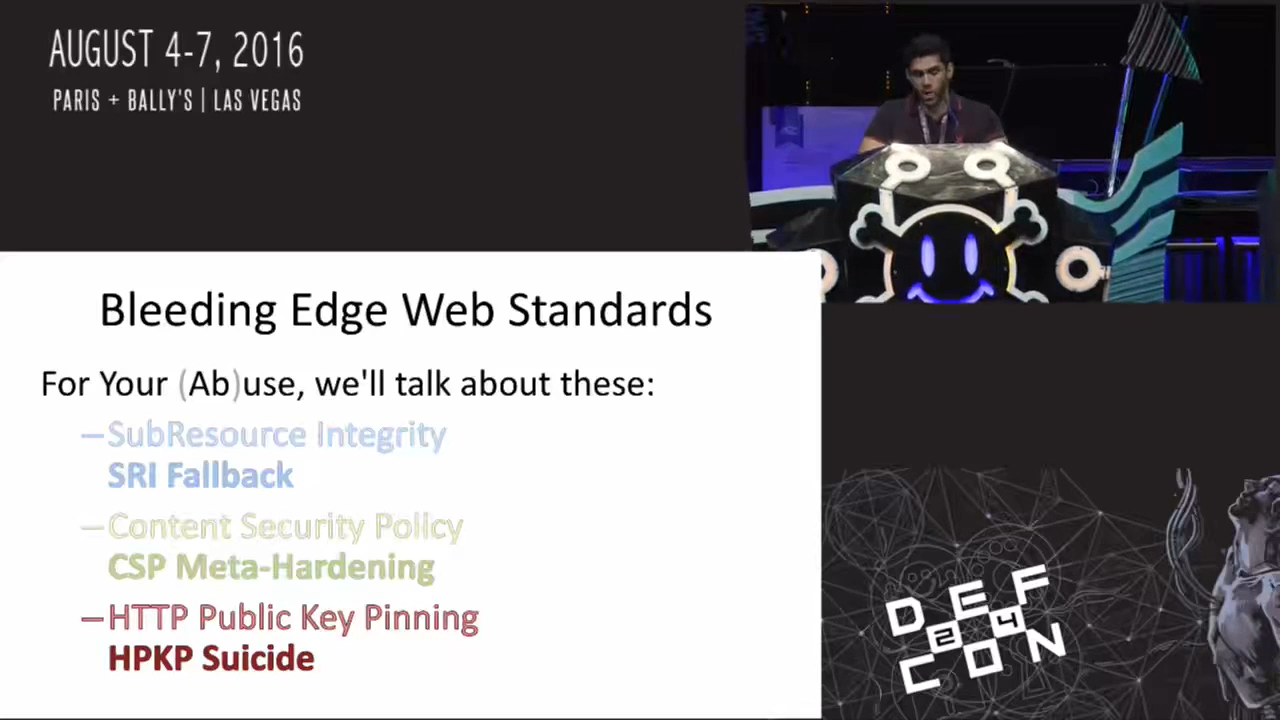 AUGUST 4-7, 2016
PARIS + BALLY'S | LAS VEGAS
Bleeding Edge Web Standards
For Your (Ab)use, we'll talk about these:
–SubResource Integrity
SRI Fallback
–Content Security Policy
CSP Meta-Hardening
–HTTP Public Key Pinning
HPKP Suicide
DEF
24
CON